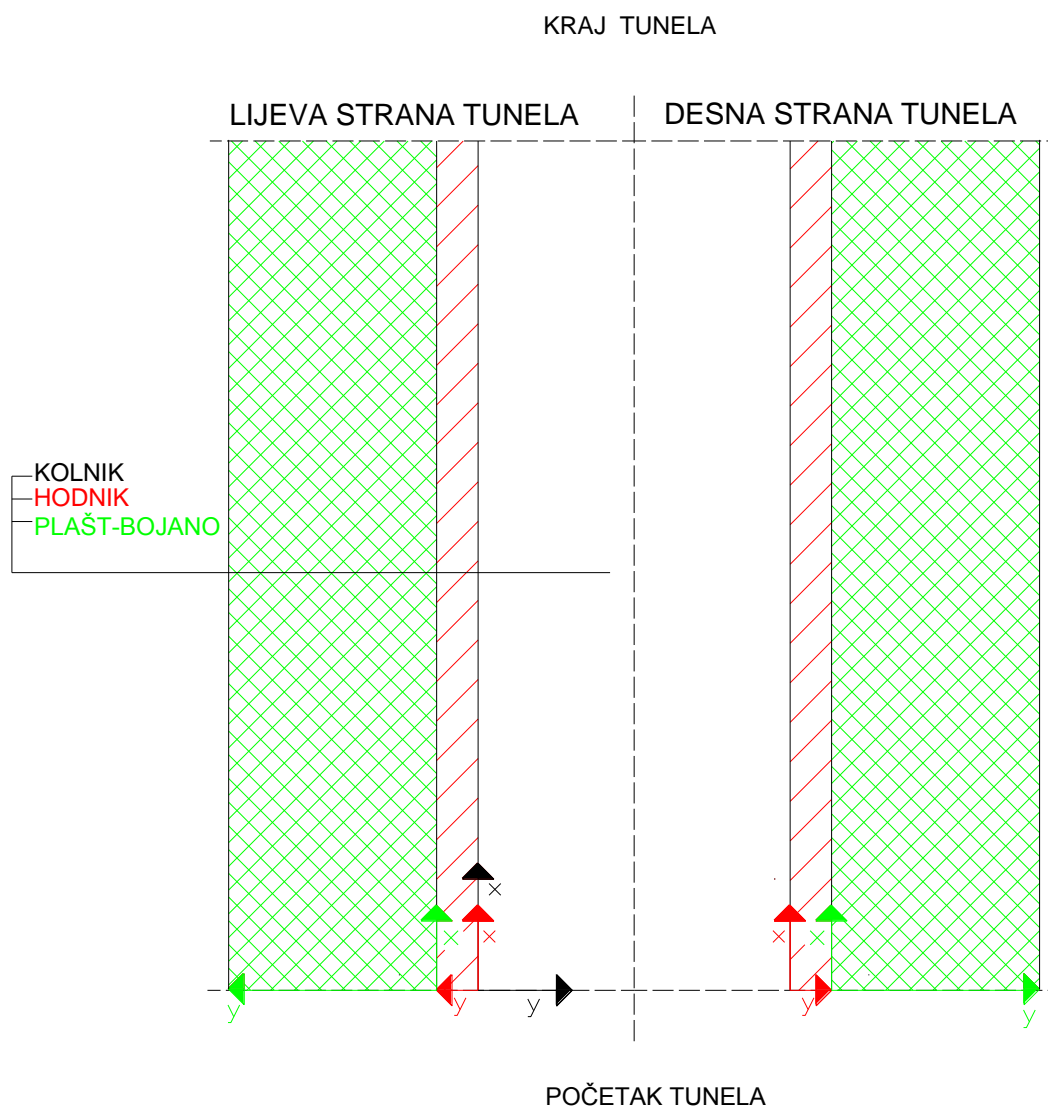 KRAJ TUNELA
LIJEVA STRANA TUNELA
DESNA STRANA TUNELA
KOLNIK
HODNIK
PLAŠT-BOJANO
x
x
x
x
x
y
y
y
y
y
POČETAK TUNELA